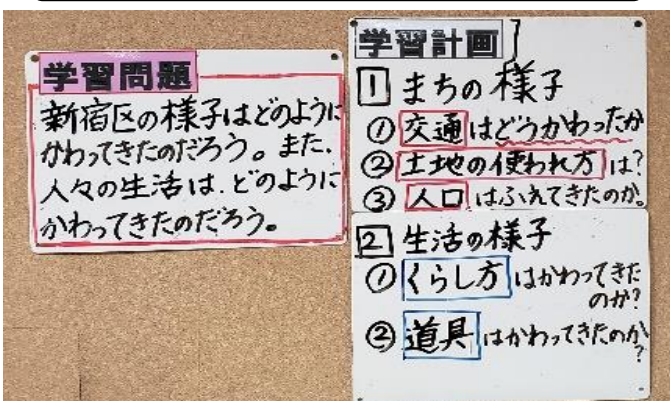 学習問題
新宿区の様子はどのように
かわってきたのだろう。また、
人々の生活は、どのように
かわってきたのだろう。
学習計画
1 まちの様子
① 交通はどうかわったか
② 土地の使われ方は？
③ 人口はふえてきたのか。
2 生活の様子
① くらし方はかわってきた
のか？
② 道具はかわってきたのか
？